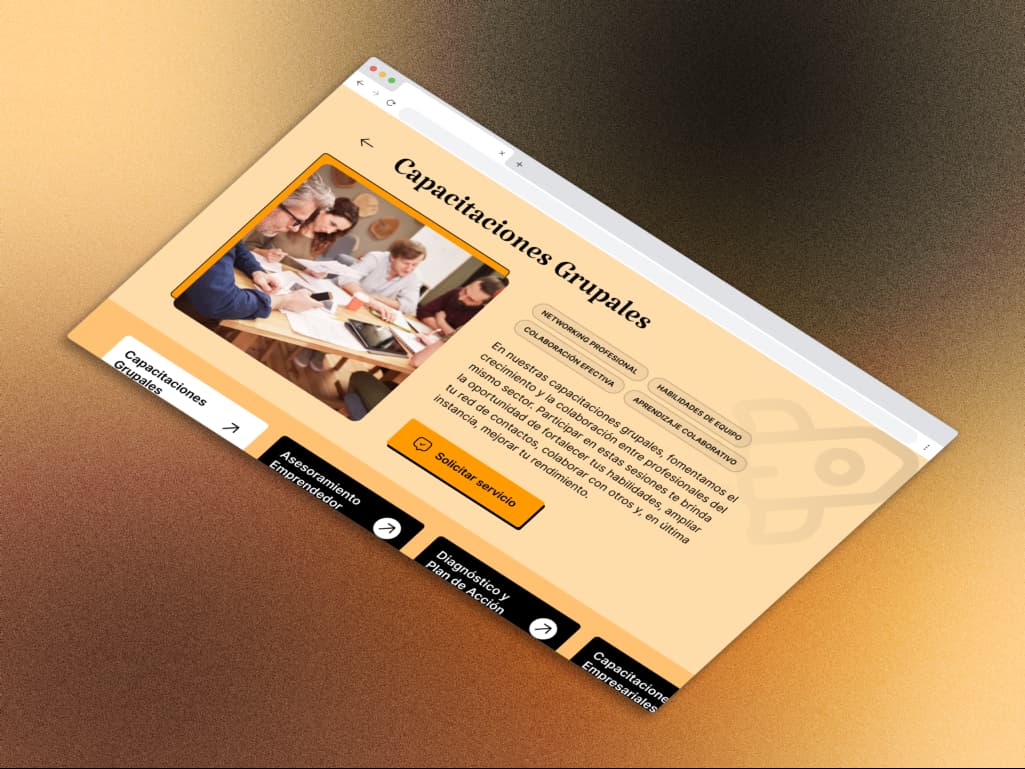 Capacitaciones Grupales
NETWORKING PROFESIONAL
HABILIDADES DE EQUIPO
COLABORACIÓN EFECTIVA
APRENDIZAJE COLABORATIVO
En nuestras capacitaciones grupales, fomentamos el
crecimiento y la colaboración entre profesionales del
mismo sector. Participar en estas sesiones te brinda
la oportunidad de fortalecer tus habilidades, ampliar
tu red de contactos, colaborar con otros y, en última
instancia, mejorar tu rendimiento.
Solicitar servicio
Capacitaciones
Grupales
Asesoramiento
Emprendedor
Diagnóstico y
Plan de Acción
Capacitacione
Empresariales